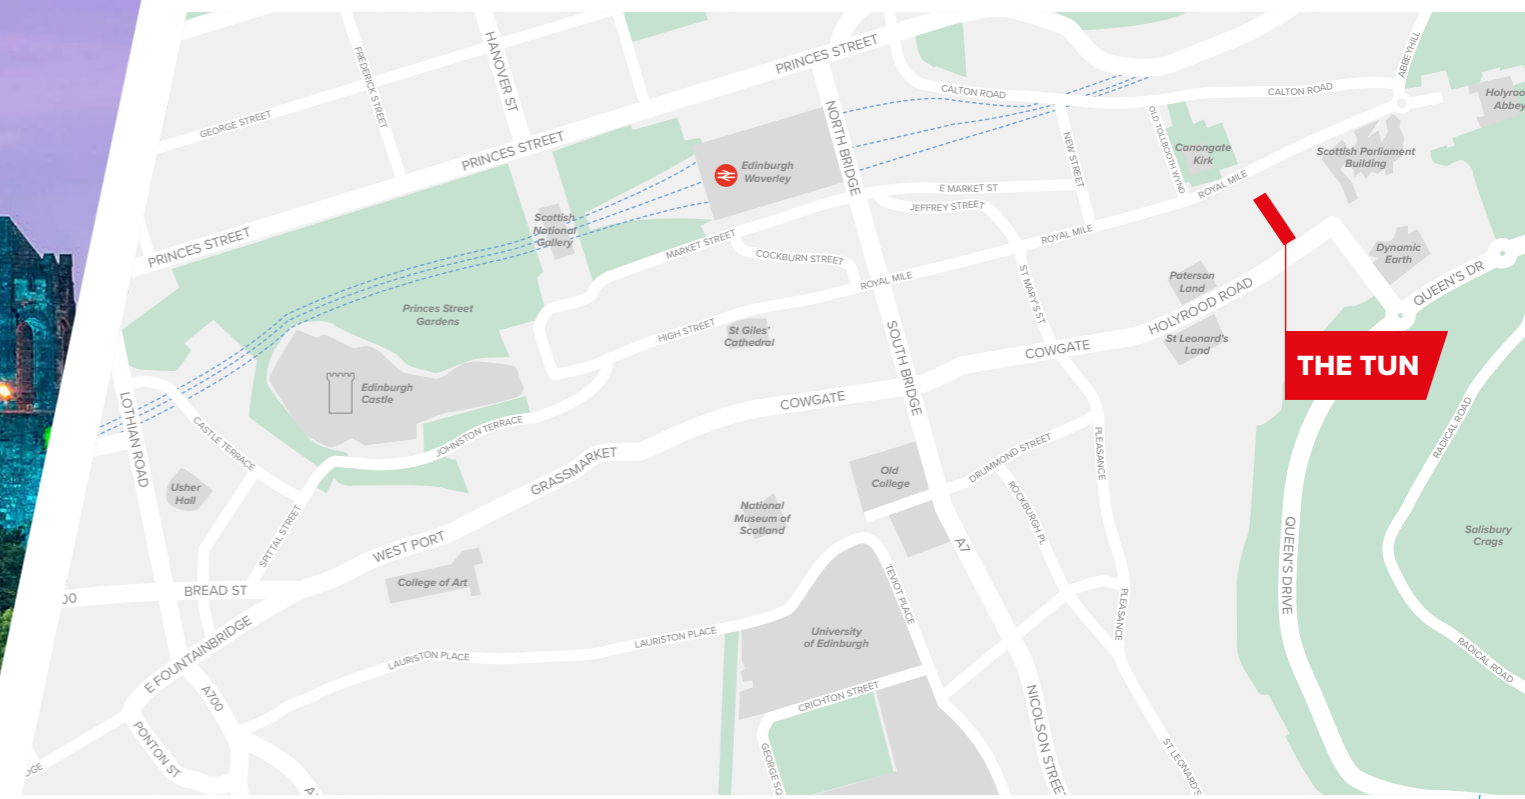 FREDERICK STREET
HANOVER ST
PRINCES STREET
ABBEYHILL
GEORGE STREET
PRINCES STREET
NORTH BRIDGE
CALTON ROAD
CALTON ROAD
Abbey
OLD TOLLBOOTH WYND
NEW STREET
Canongate
Kirk
Scottish Parliament
Building
Edinburgh
Waverley
E MARKET ST
ROYAL MILE
JEFFREY STREET
Scottish
National
Gallery
PRINCES STREET
MARKET STREET
COCKBURN STREET
ROYAL MILE
Dynamic
Earth
QUEEN'S DR
ROYAL MILE
ST MARY'S ST
Paterson
Land
HOLYROOD ROAD
St Leonard's
Land
Princes Street
Gardens
HIGH STREET
St Giles'
Cathedral
SOUTH BRIDGE
COWGATE
THE TUN
Edinburgh
Castle
LOTHIAN ROAD
CASTLE TERRACE
JOHNSTON TERRACE
COWGATE
GRASSMARKET
DRUMMOND STREET
PLEASANCE
RADICAL ROAD
Usher
Hall
Old
College
National
Museum of
Scotland
ROCKBURGH PL
SPITTAL STREET
WEST PORT
A7
QUEEN'S DRIVE
Salisbury
Crags
College of Art
BREAD ST
00
TEVIOT PLACE
PLEASANCE
E FOUNTAINBRIDGE
LAURISTON PLACE
LAURISTON PLACE
University
of Edinburgh
RADICAL ROAD
A700
CRICHTON STREET
NICOLSON STREE
PONTON ST
GEORGE SQ
ST LEONARD'S